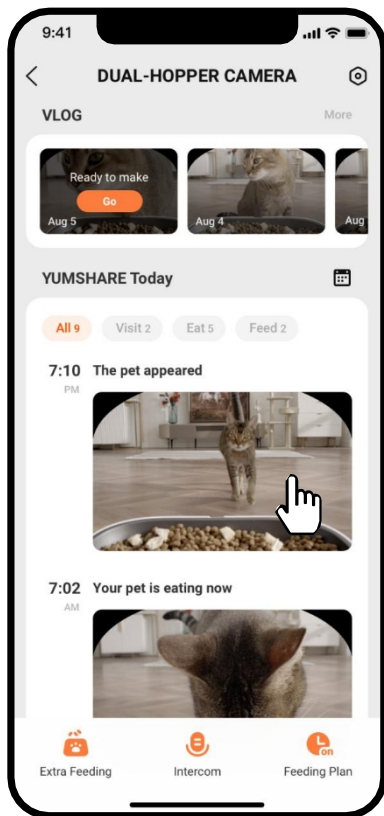 9:41
DUAL-HOPPER CAMERA
VLOG More
Ready to make
Go
Aug 5 Aug 4 Aug
YUMSHARE Today
All 9 Visit 2 Eat 5 Feed 2
7:10 The pet appeared
PM
7:02 Your pet is eating now
AM
on
Extra Feeding Intercom Feeding Plan